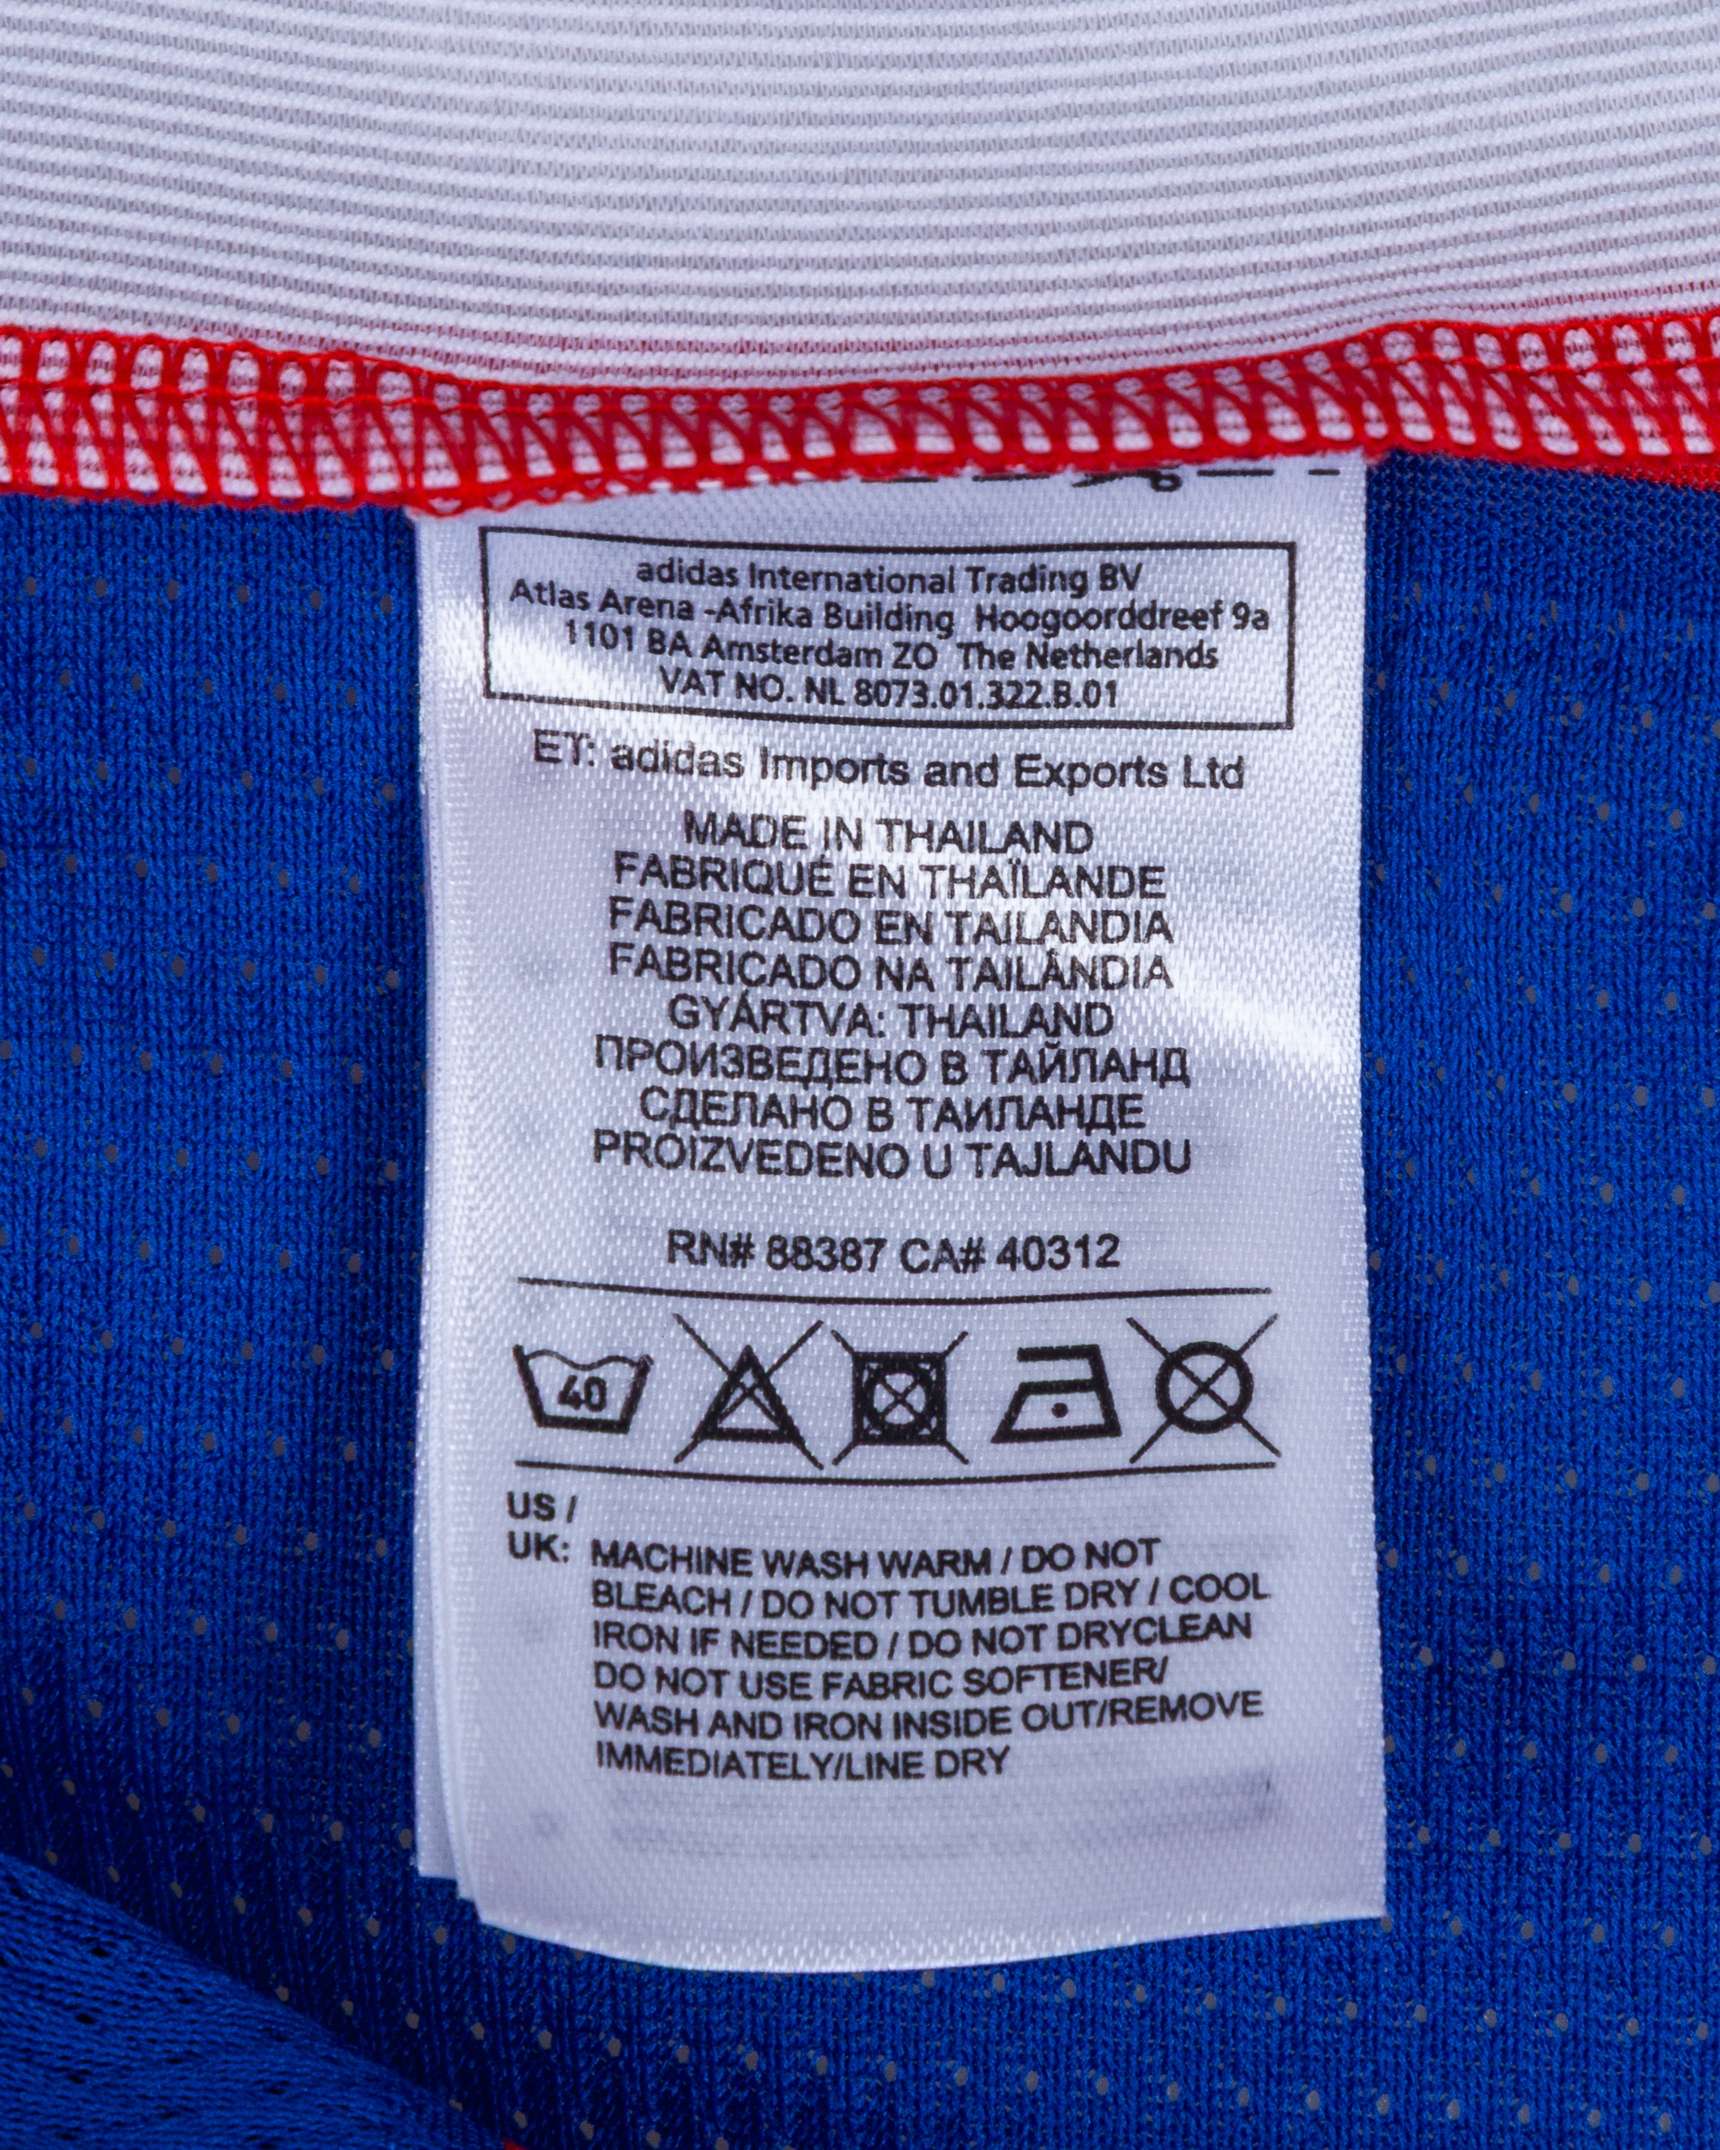 adidas International Trading BV
Atlas Arena -Afrika Building Hoogoorddreef 9a
1101 BA Amsterdam ZO The Netherlands
VAT NO. NL 8073.01.322.B.01
ET: adidas Imports and Exports Ltd
MADE IN THAILAND
FABRIQUÉ EN THAÏLANDE
FABRICADO EN TAILANDIA
FABRICADO NA TAILÂNDIA
GYÁRTVA: THAILAND
ПРОИЗВЕДЕНО В ТАЙЛАНД
СДЕЛАНО В ТАИЛАНДЕ
PROIZVEDENO U TAJLANDU
RN# 88387 CA# 40312
40
US /
UK: MACHINE WASH WARM / DO NOT
BLEACH / DO NOT TUMBLE DRY / COOL
IRON IF NEEDED / DO NOT DRYCLEAN
DO NOT USE FABRIC SOFTENER/
WASH AND IRON INSIDE OUT/REMOVE
IMMEDIATELY/LINE DRY